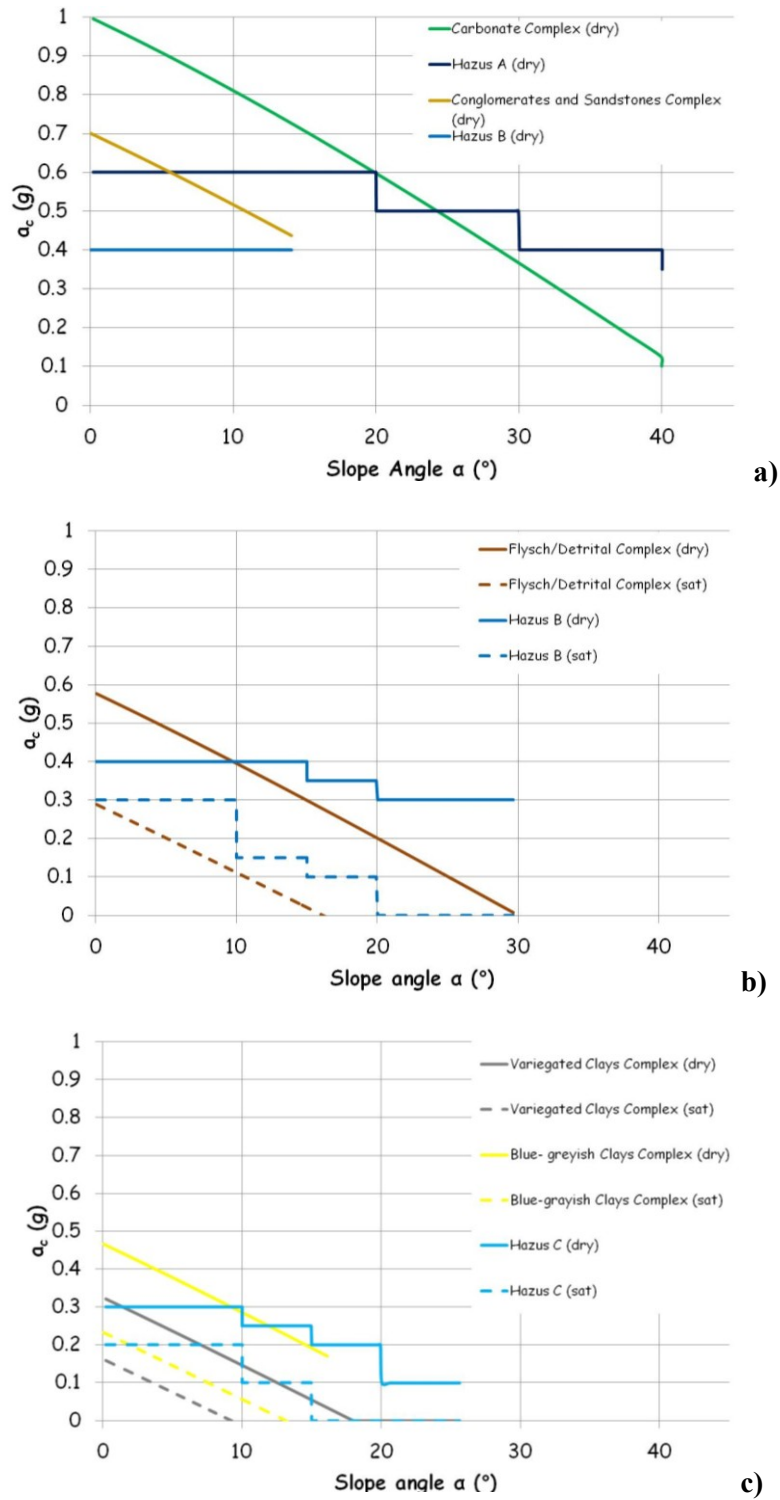 1
0.9
0.8
0.7
0.6
0.5
0.4
0.3
0.2
0.1
0
a_c (g)
0 10 20 30 40
Slope Angle α (°)
Carbonate Complex (dry)
Hazus A (dry)
Conglomerates and Sandstones Complex
(dry)
Hazus B (dry)
a)
1
0.9
0.8
0.7
0.6
0.5
0.4
0.3
0.2
0.1
0
a_c (g)
0 10 20 30 40
Slope angle α (°)
Flysch/Detrital Complex (dry)
Flysch/Detrital Complex (sat)
Hazus B (dry)
Hazus B (sat)
b)
1
0.9
0.8
0.7
0.6
0.5
0.4
0.3
0.2
0.1
0
a_c (g)
0 10 20 30 40
Slope angle α (°)
Variegated Clays Complex (dry)
Variegated Clays Complex (sat)
Blue- greyish Clays Complex (dry)
Blue-grayish Clays Complex (sat)
Hazus C (dry)
Hazus C (sat)
c)